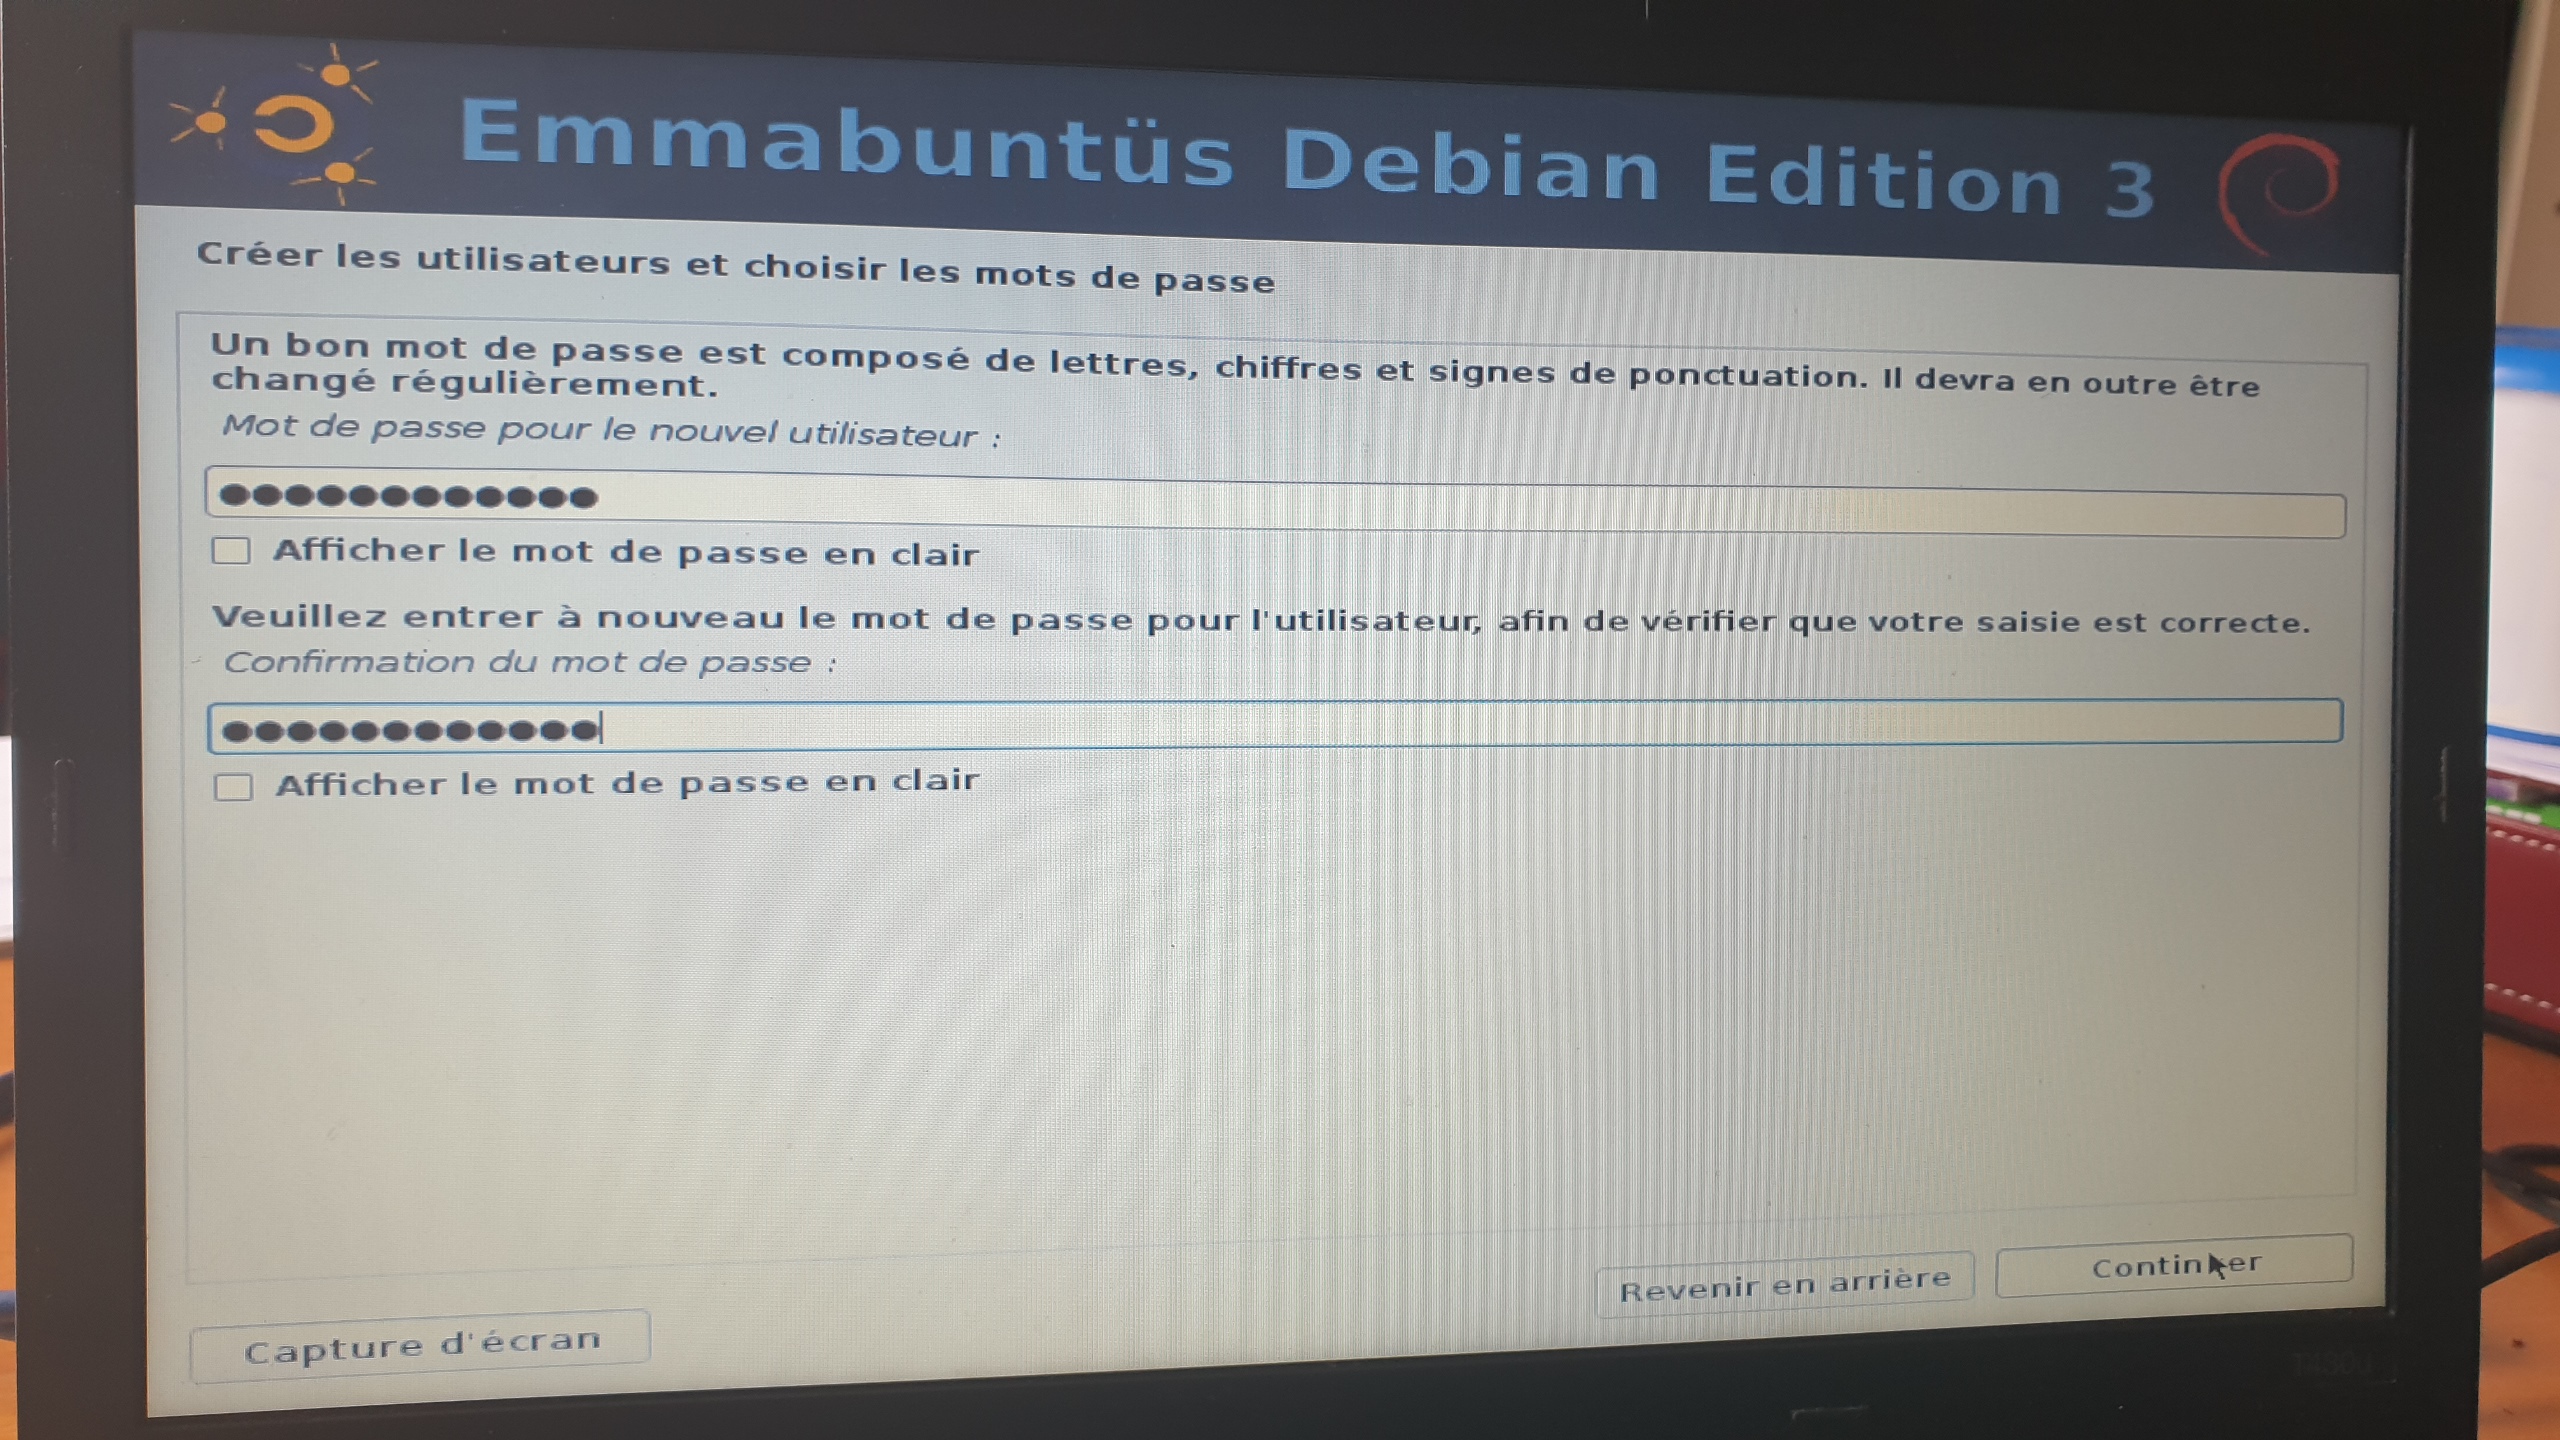 Emmabuntüs Debian Edition 3
Créer les utilisateurs et choisir les mots de passe
Un bon mot de passe est composé de lettres, chiffres et signes de ponctuation. Il devra en outre être
changé régulièrement.
Mot de passe pour le nouvel utilisateur :
●●●●●●●●●●●●
Afficher le mot de passe en clair
Veuillez entrer à nouveau le mot de passe pour l'utilisateur, afin de vérifier que votre saisie est correcte.
Confirmation du mot de passe :
●●●●●●●●●●●●
Afficher le mot de passe en clair
Revenir en arrière
Continuer
Capture d'écran